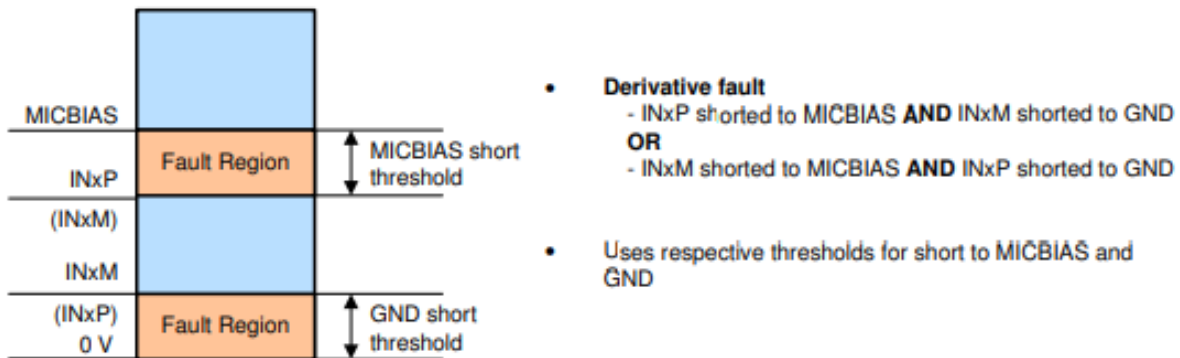 MICBIAS
Fault Region
MICBIAS short
threshold
INxP
(INxM)
INxM
(INxP)
0 V
Fault Region
GND short
threshold
• Derivative fault
- INxP shorted to MICBIAS AND INxM shorted to GND
OR
- INxM shorted to MICBIAS AND INxP shorted to GND
• Uses respective thresholds for short to MICBIAS and
GND